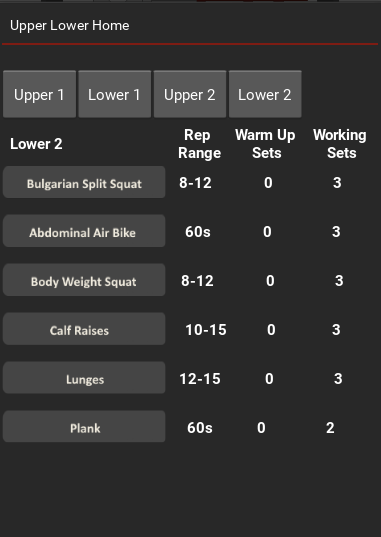 Upper Lower Home
Upper 1 Lower 1 Upper 2 Lower 2
Lower 2 Rep Range Warm Up Sets Working Sets
Bulgarian Split Squat 8-12 0 3
Abdominal Air Bike 60s 0 3
Body Weight Squat 8-12 0 3
Calf Raises 10-15 0 3
Lunges 12-15 0 3
Plank 60s 0 2